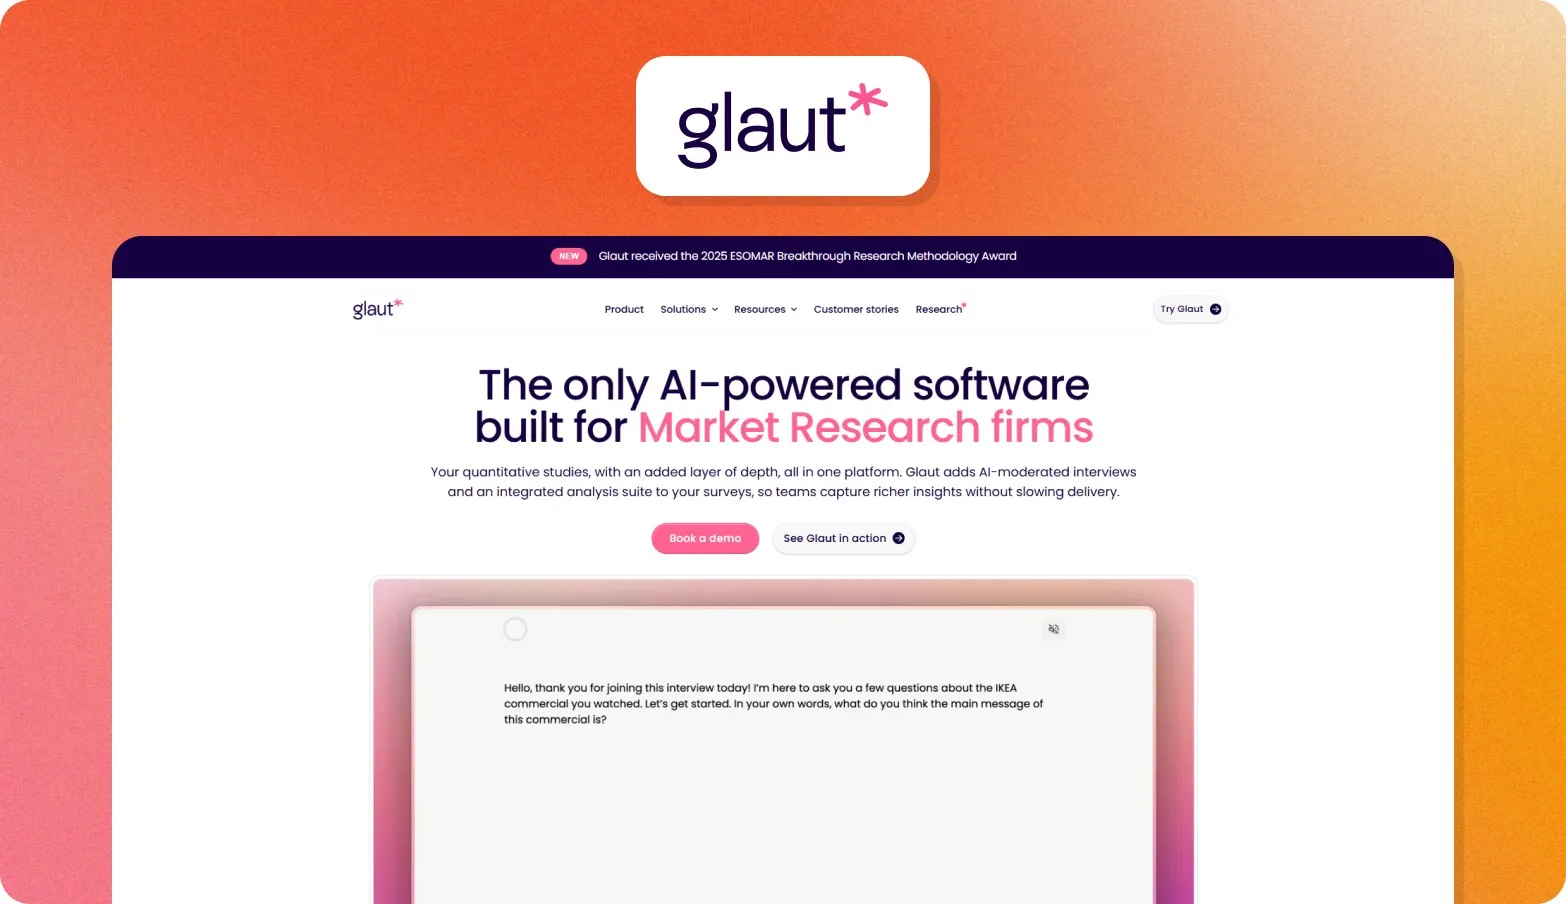 glaut*
NEW Glaut received the 2025 ESOMAR Breakthrough Research Methodology Award
glaut* Product Solutions Resources Customer stories Research Try Glaut
The only AI-powered software
built for Market Research firms
Your quantitative studies, with an added layer of depth, all in one platform. Glaut adds AI-moderated interviews
and an integrated analysis suite to your surveys, so teams capture richer insights without slowing delivery.
Book a demo See Glaut in action
Hello, thank you for joining this interview today! I'm here to ask you a few questions about the IKEA
commercial you watched. Let's get started. In your own words, what do you think the main message of
this commercial is?